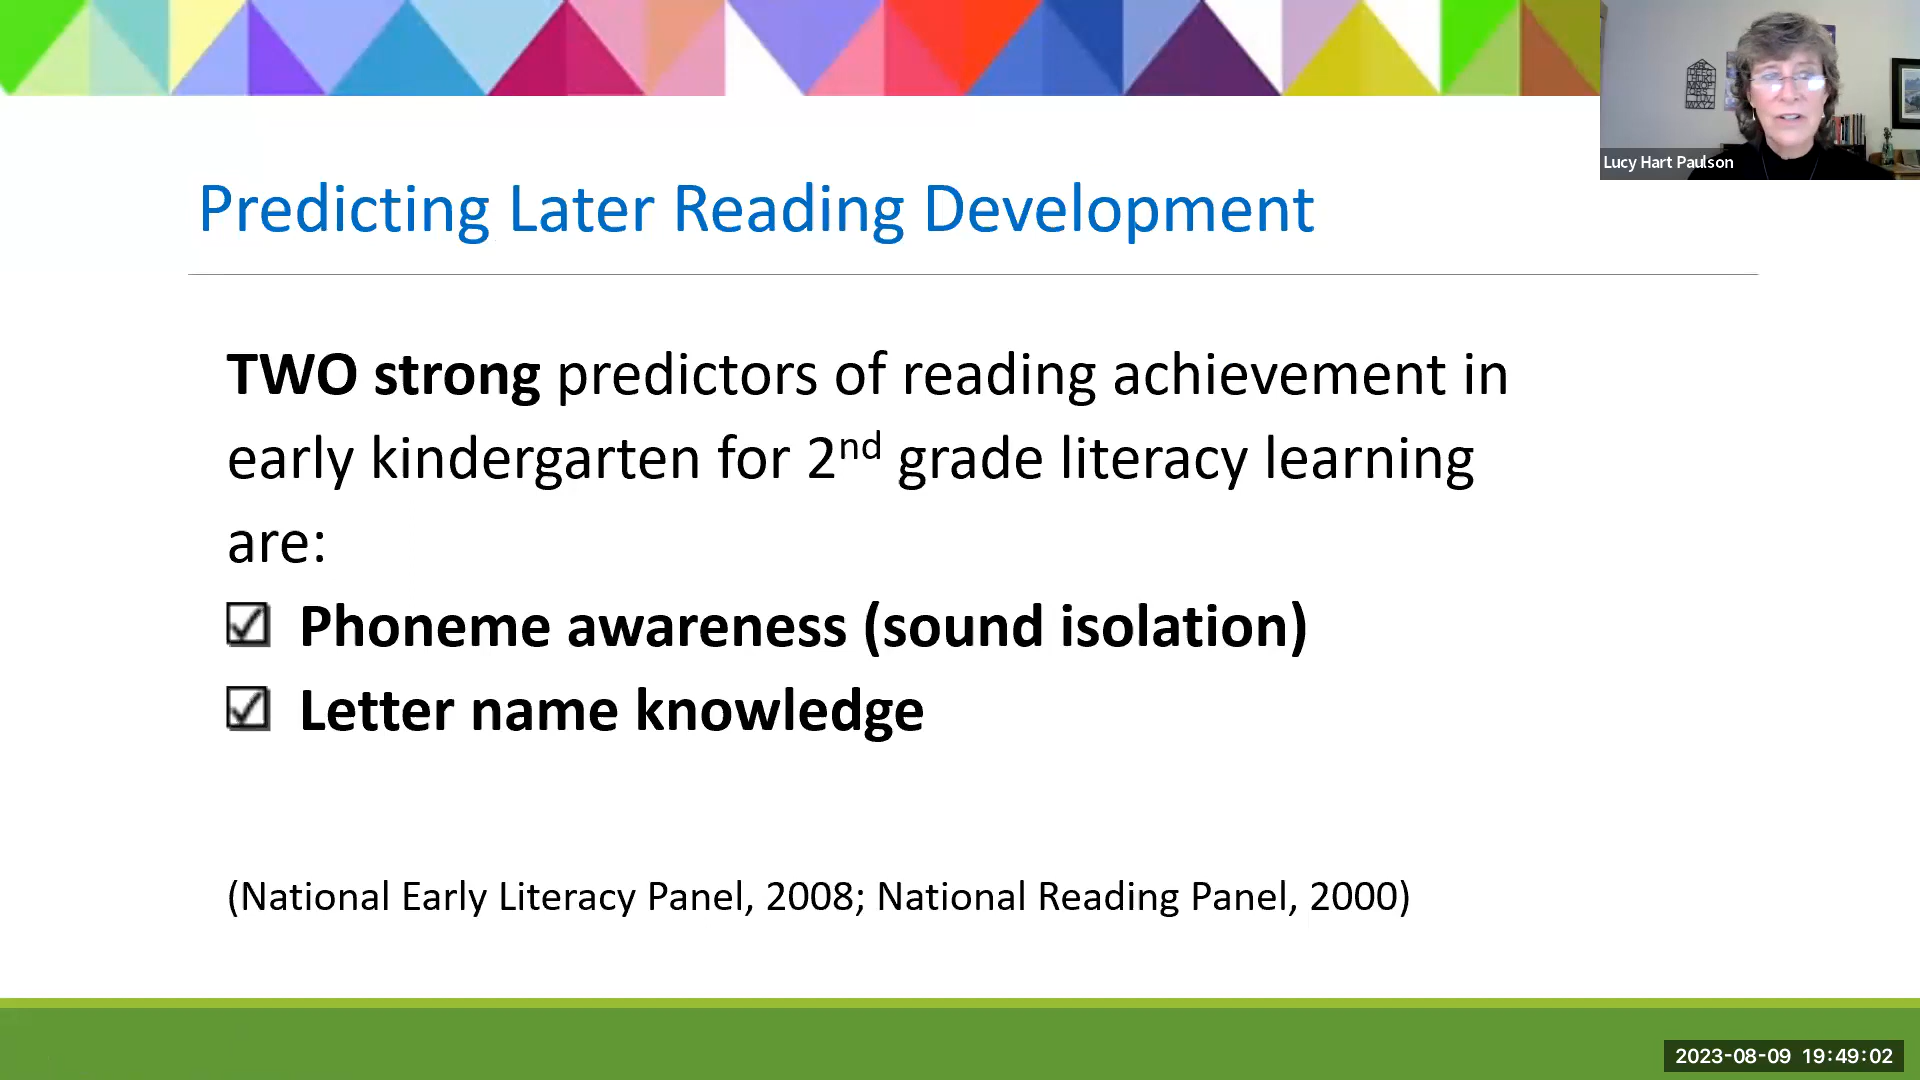 Lucy Hart Paulson
Predicting Later Reading Development
TWO strong predictors of reading achievement in
early kindergarten for 2nd grade literacy learning
are:
☑ Phoneme awareness (sound isolation)
☑ Letter name knowledge
(National Early Literacy Panel, 2008; National Reading Panel, 2000)
2023-08-09 19:49:02